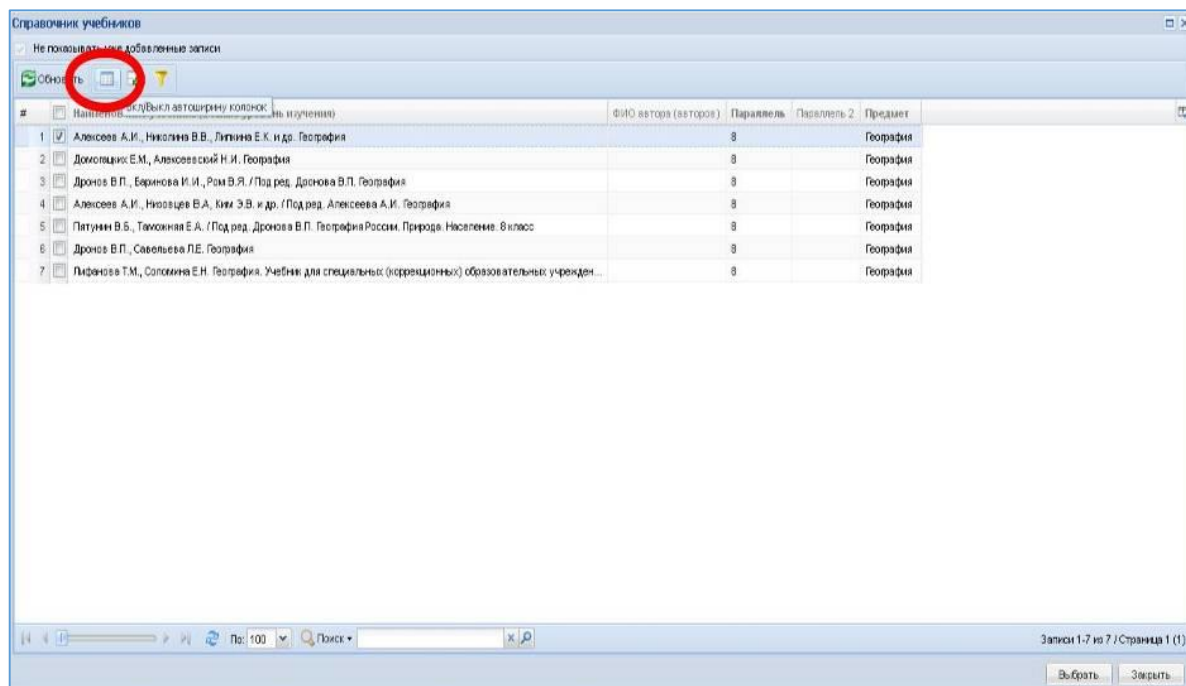 Справочник учебников
Не показывать уже добавленные записи
Обновить
Вкл/Выкл автоширину колонок
# изучения) ФИО автора (авторов) Параллель Параллель 2 Предмет
1 Алексеев А.И., Николина В.В., Липкина Е.К. и др. География 8 География
2 Домогацких Е.М., Алексеевский Н.И. География 8 География
3 Дронов В.П., Баринова И.И., Ром В.Я. / Под ред. Дронова В.П. География 8 География
4 Алексеев А.И., Низовцев В.А, Ким Э.В. и др. / Под ред. Алексеева А.И. География 8 География
5 Пятунин В.Б., Таможняя Е.А. / Под ред. Дронова В.П. География России. Природа. Население. 8 класс 8 География
6 Дронов В.П., Савельева Л.Е. География 8 География
7 Лифанова Т.М., Соломина Е.Н. География. Учебник для специальных (коррекционных) образовательных учрежден... 8 География
По: 100 Поиск Записи 1-7 из 7 / Страница 1 (1)
Выбрать Закрыть